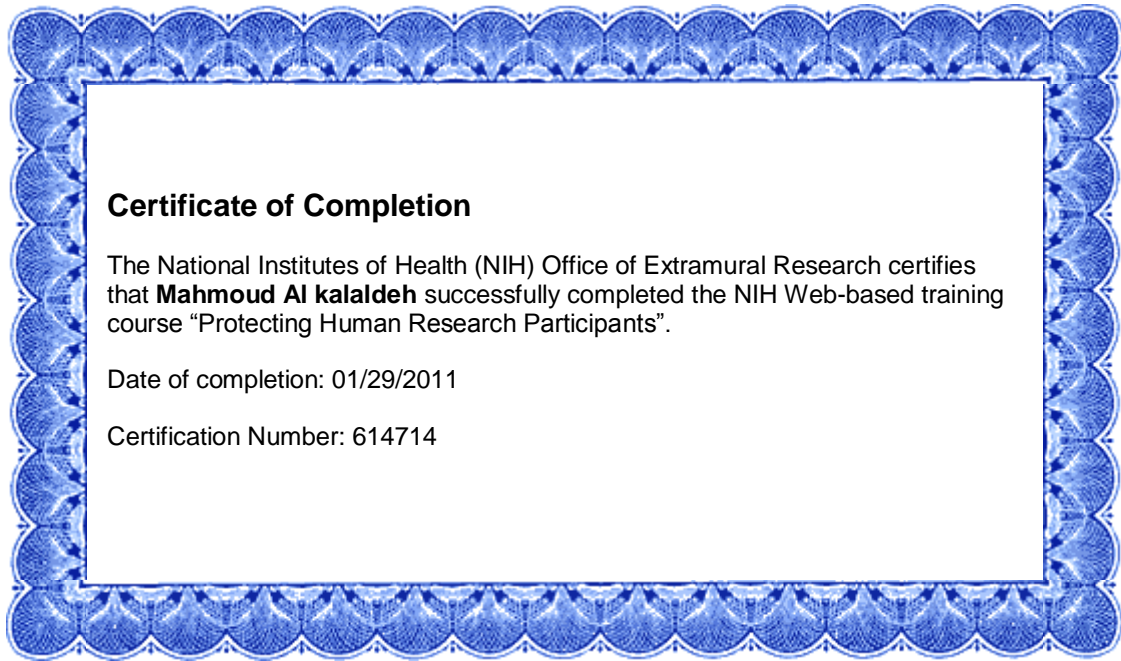 Certificate of Completion
The National Institutes of Health (NIH) Office of Extramural Research certifies
that Mahmoud Al kalaldeh successfully completed the NIH Web-based training
course “Protecting Human Research Participants”.
Date of completion: 01/29/2011
Certification Number: 614714